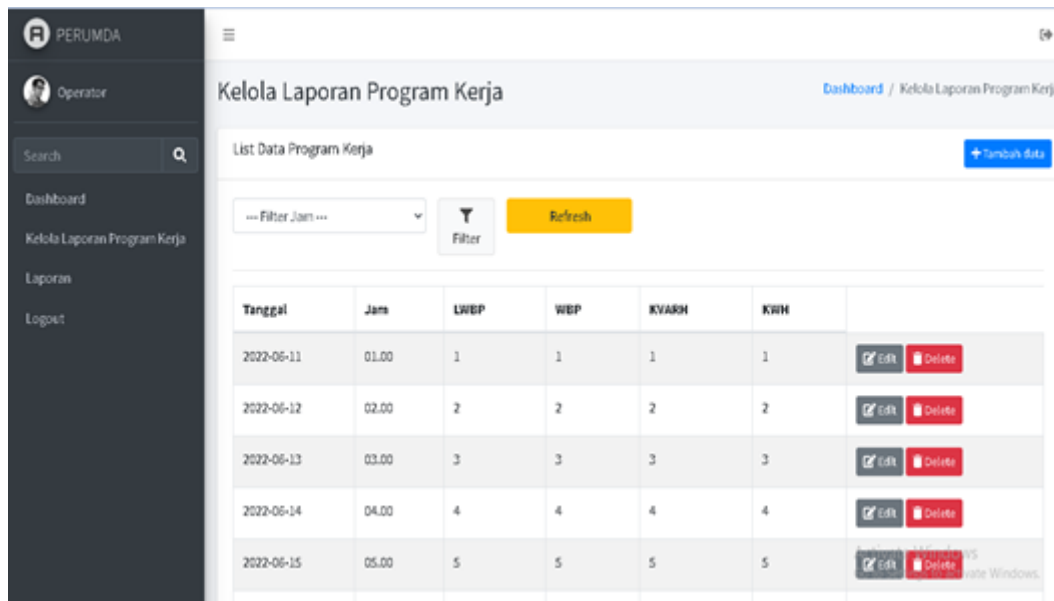 PERUMDA
Operator
Search
Dashboard
Kelola Laporan Program Kerja
Laporan
Logout
Kelola Laporan Program Kerja
Dashboard / Kelola Laporan Program Kerj
List Data Program Kerja
+ Tambah data
--- Filter Jam ---
Filter
Refresh
Tanggal Jam LWBP WBP KVARH KWH
2022-06-11 01.00 1 1 1 1 Edit Delete
2022-06-12 02.00 2 2 2 2 Edit Delete
2022-06-13 03.00 3 3 3 3 Edit Delete
2022-06-14 04.00 4 4 4 4 Edit Delete
2022-06-15 05.00 5 5 5 5 Edit Delete
Activate Windows